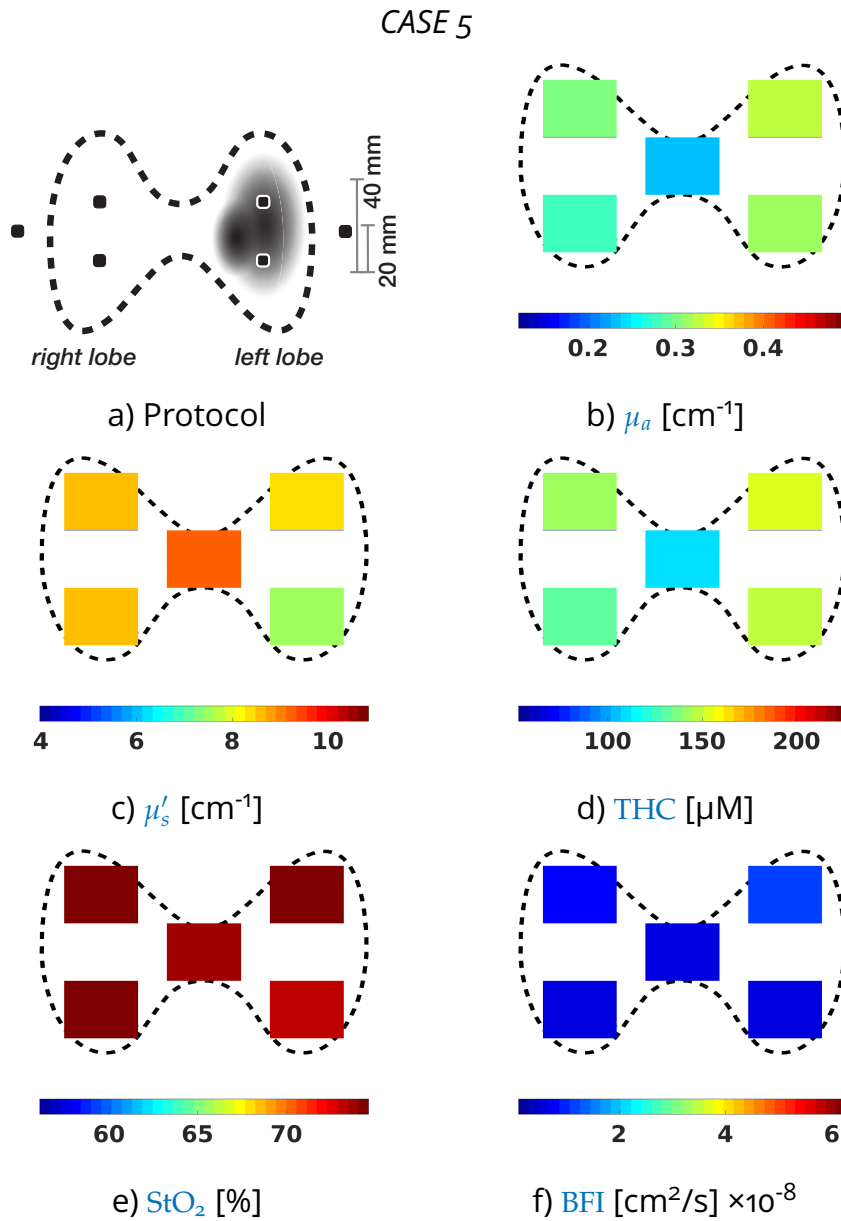 CASE 5
40 mm
20 mm
right lobe
left lobe
0.2 0.3 0.4
a) Protocol
b) μₐ [cm⁻¹]
4 6 8 10
100 150 200
c) μ′ₛ [cm⁻¹]
d) THC [μM]
60 65 70
2 4 6
e) StO₂ [%]
f) BFI [cm²/s] ×10⁻⁸